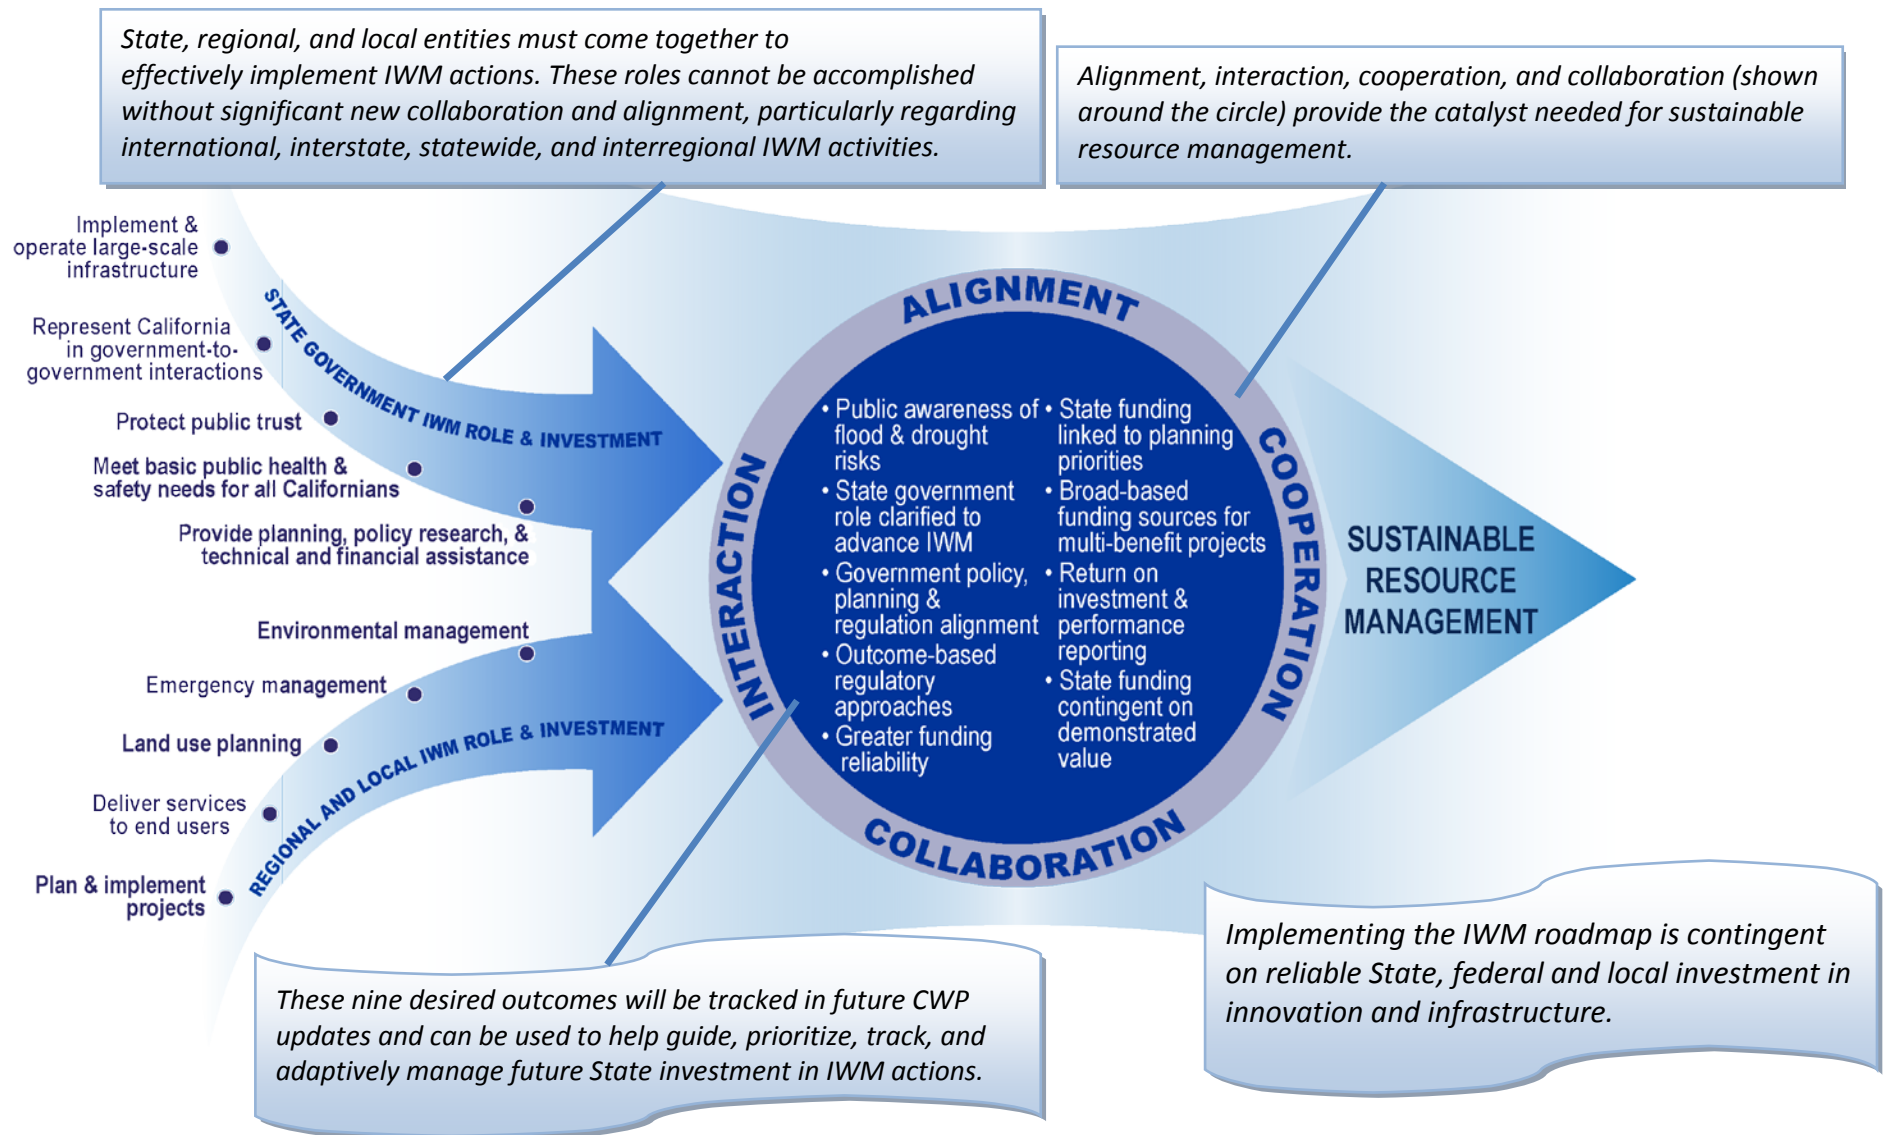 State, regional, and local entities must come together to
effectively implement IWM actions. These roles cannot be accomplished
without significant new collaboration and alignment, particularly regarding
international, interstate, statewide, and interregional IWM activities.
Alignment, interaction, cooperation, and collaboration (shown
around the circle) provide the catalyst needed for sustainable
resource management.
Implement &
operate large-scale
infrastructure
Represent California
in government-to-
government interactions
Protect public trust
Meet basic public health &
safety needs for all Californians
Provide planning, policy research, &
technical and financial assistance
STATE GOVERNMENT IWM ROLE & INVESTMENT
Environmental management
Emergency management
Land use planning
Deliver services
to end users
Plan & implement
projects
REGIONAL AND LOCAL IWM ROLE & INVESTMENT
ALIGNMENT
INTERACTION
COOPERATION
COLLABORATION
• Public awareness of
flood & drought
risks
• State government
role clarified to
advance IWM
• Government policy,
planning &
regulation alignment
• Outcome-based
regulatory
approaches
• Greater funding
reliability
• State funding
linked to planning
priorities
• Broad-based
funding sources for
multi-benefit projects
• Return on
investment &
performance
reporting
• State funding
contingent on
demonstrated
value
SUSTAINABLE
RESOURCE
MANAGEMENT
These nine desired outcomes will be tracked in future CWP
updates and can be used to help guide, prioritize, track, and
adaptively manage future State investment in IWM actions.
Implementing the IWM roadmap is contingent
on reliable State, federal and local investment in
innovation and infrastructure.